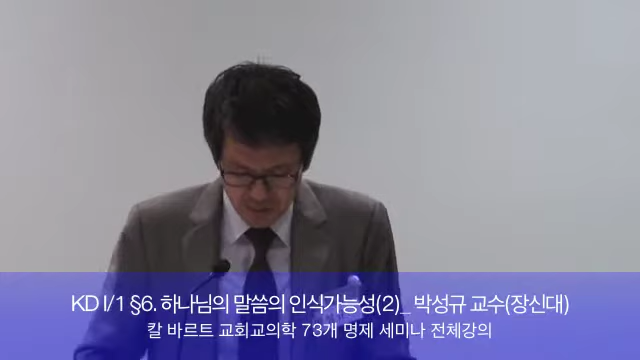 KD I/1 §6. 하나님의 말씀의 인식가능성(2)_ 박성규 교수(장신대)
칼 바르트 교회교의학 73개 명제 세미나 전체강의